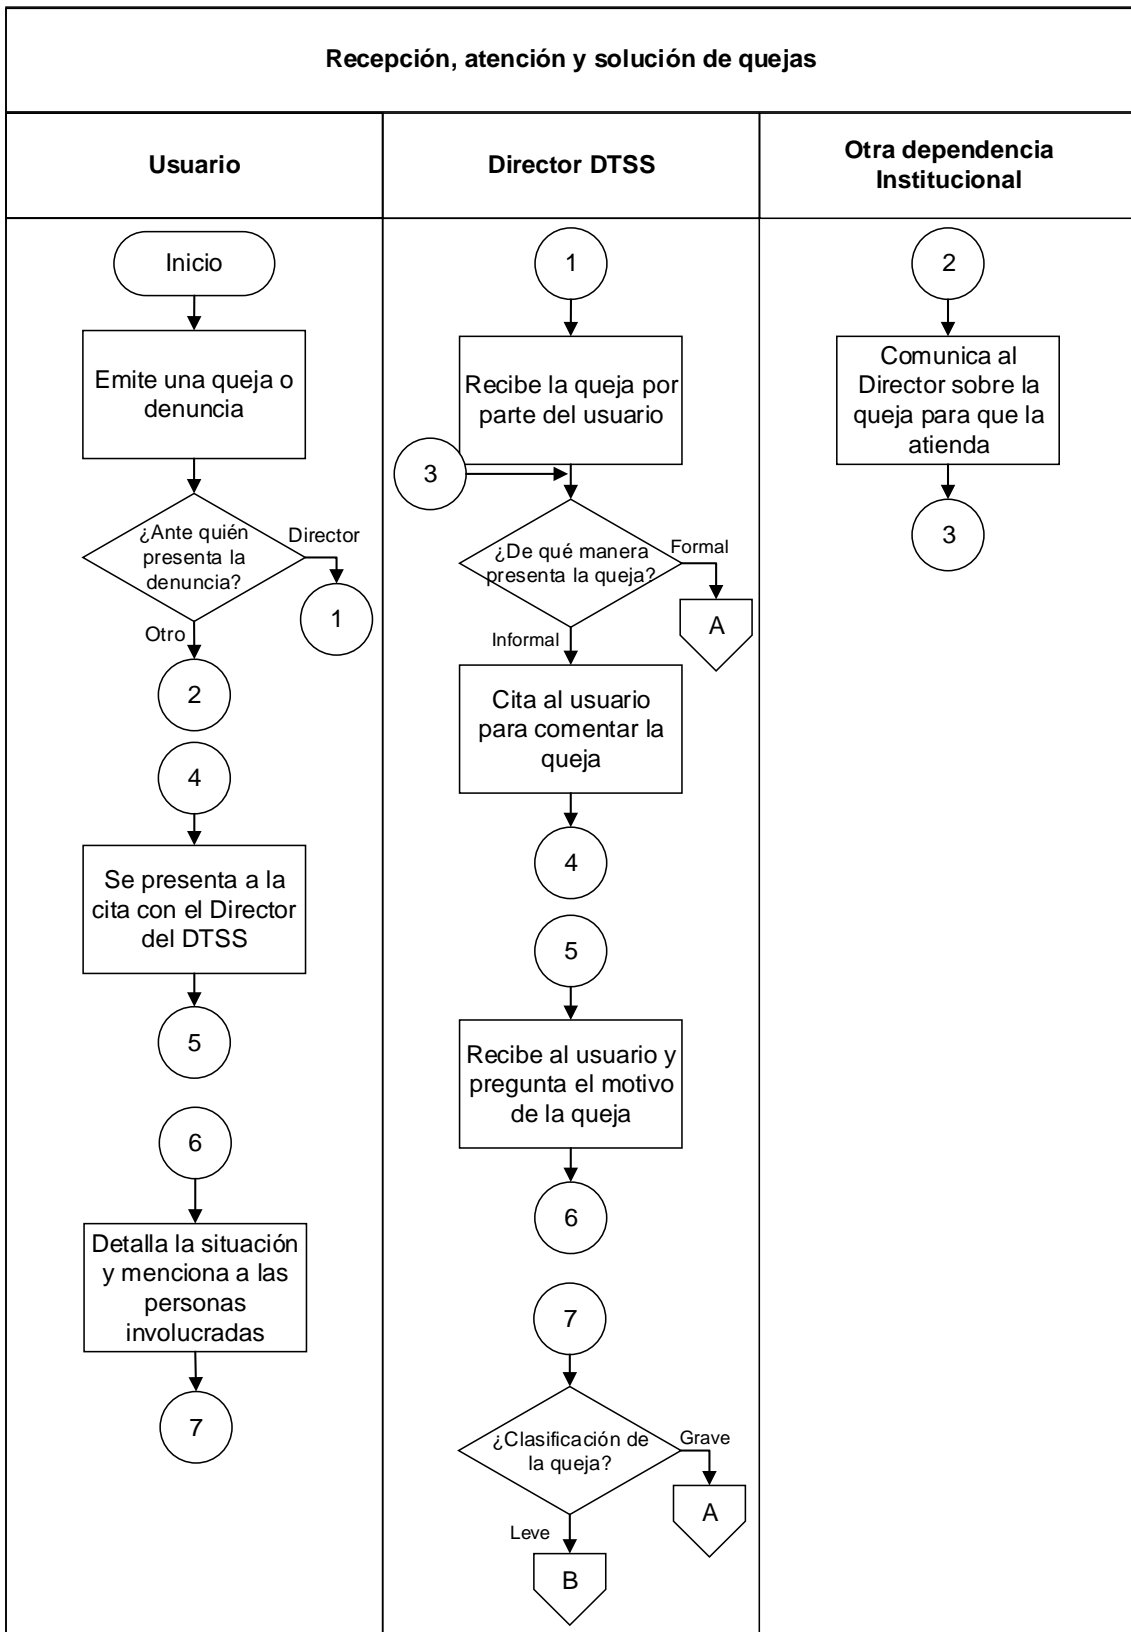 Recepción, atención y solución de quejas
Usuario
Director DTSS
Otra dependencia
Institucional
Inicio
Emite una queja o
denuncia
¿Ante quién
presenta la
denuncia?
Director
1
Otro
2
4
Se presenta a la
cita con el Director
del DTSS
5
6
Detalla la situación
y menciona a las
personas
involucradas
7
1
Recibe la queja por
parte del usuario
3
¿De qué manera
presenta la queja?
Formal
A
Informal
Cita al usuario
para comentar la
queja
4
5
Recibe al usuario y
pregunta el motivo
de la queja
6
7
¿Clasificación de
la queja?
Grave
A
Leve
B
2
Comunica al
Director sobre la
queja para que la
atienda
3